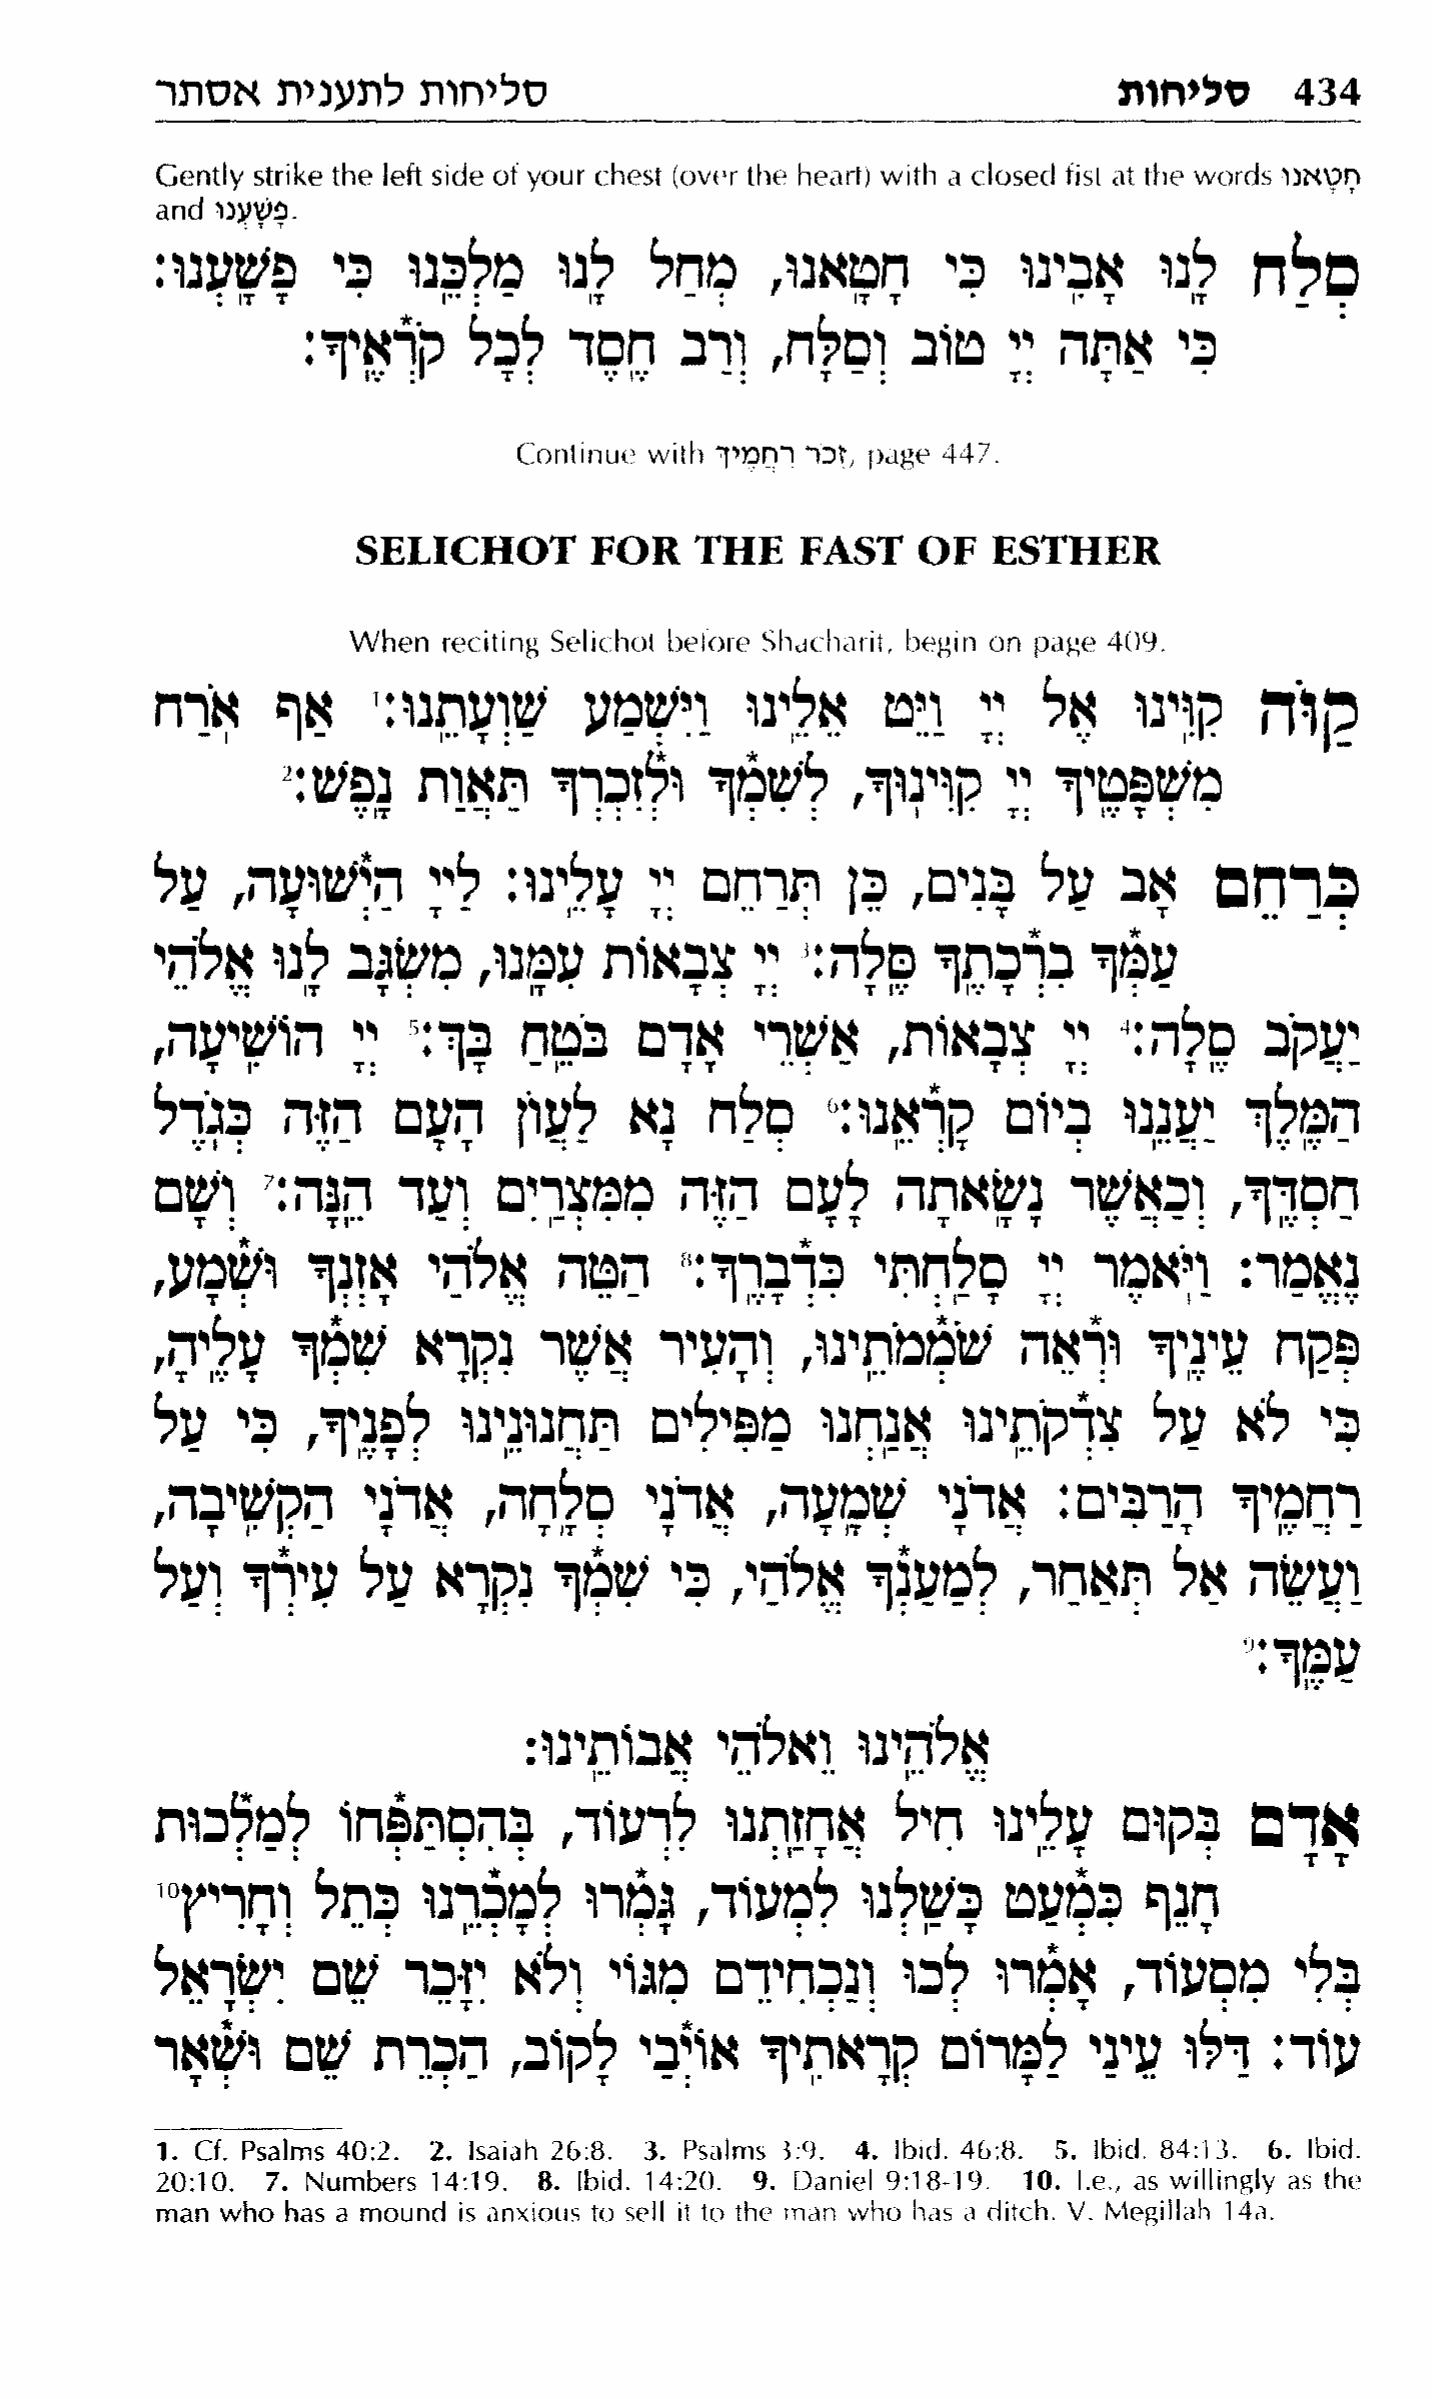 434 סליחות סליחות לתענית אסתר
Gently strike the left side of your chest (over the heart) with a closed fist at the words חָטָאנוּ
and פָּשָׁעְנוּ.
סְלַח לָנוּ אָבִינוּ כִּי חָטָאנוּ, מְחַל לָנוּ מַלְכֵּנוּ כִּי פָשָׁעְנוּ:
כִּי אַתָּה יְיָ טוֹב וְסַלָּח, וְרַב חֶסֶד לְכָל קֹרְאֶיךָ:
Continue with זְכֹר רַחֲמֶיךָ, page 447.
SELICHOT FOR THE FAST OF ESTHER
When reciting Selichot before Shacharit, begin on page 409.
קַוֹּה קִוִּינוּ אֶל יְיָ וַיֵּט אֵלֵינוּ וַיִּשְׁמַע שַׁוְעָתֵנוּ:1 אַף אֹרַח
מִשְׁפָּטֶיךָ יְיָ קִוִּינוּךָ, לְשִׁמְךָ וּלְזִכְרְךָ תַּאֲוַת נָפֶשׁ:2
כְּרַחֵם אָב עַל בָּנִים, כֵּן תְּרַחֵם יְיָ עָלֵינוּ: לַייָ הַיְשׁוּעָה, עַל
עַמְּךָ בִרְכָתֶךָ סֶּלָה:3 יְיָ צְבָאוֹת עִמָּנוּ, מִשְׂגָּב לָנוּ אֱלֹהֵי
יַעֲקֹב סֶלָה:4 יְיָ צְבָאוֹת, אַשְׁרֵי אָדָם בֹּטֵחַ בָּךְ:5 יְיָ הוֹשִׁיעָה,
הַמֶּלֶךְ יַעֲנֵנוּ בְיוֹם קָרְאֵנוּ:6 סְלַח נָא לַעֲוֹן הָעָם הַזֶּה כְּגֹדֶל
חַסְדֶּךָ, וְכַאֲשֶׁר נָשָׂאתָה לָעָם הַזֶּה מִמִּצְרַיִם וְעַד הֵנָּה:7 וְשָׁם
נֶאֱמַר: וַיֹּאמֶר יְיָ סָלַחְתִּי כִּדְבָרֶךָ:8 הַטֵּה אֱלֹהַי אָזְנְךָ וּשְׁמָע,
פְּקַח עֵינֶיךָ וּרְאֵה שֹׁמְמֹתֵינוּ, וְהָעִיר אֲשֶׁר נִקְרָא שִׁמְךָ עָלֶיהָ,
כִּי לֹא עַל צִדְקֹתֵינוּ אֲנַחְנוּ מַפִּילִים תַּחֲנוּנֵינוּ לְפָנֶיךָ, כִּי עַל
רַחֲמֶיךָ הָרַבִּים: אֲדֹנָי שְׁמָעָה, אֲדֹנָי סְלָחָה, אֲדֹנָי הַקְשִׁיבָה,
וַעֲשֵׂה אַל תְּאַחַר, לְמַעַנְךָ אֱלֹהַי, כִּי שִׁמְךָ נִקְרָא עַל עִירְךָ וְעַל
עַמֶּךָ:9
אֱלֹהֵינוּ וֵאלֹהֵי אֲבוֹתֵינוּ:
אָדָם בְּקוּם עָלֵינוּ חִיל אֲחָזַתְנוּ לִרְעוֹד, בְּהִסְתַּפְּחוֹ לְמַלְכוּת
חָנֵף כִּמְעַט כָּשַׁלְנוּ לִמְעוֹד, גָּמְרוּ לְמָכְרֵנוּ כְּתֵל וְחָרִיץ10
בְּלִי מִסְעוֹד, אָמְרוּ לְכוּ וְנַכְחִידֵם מִגּוֹי וְלֹא יִזָּכֵר שֵׁם יִשְׂרָאֵל
עוֹד: דַּלּוּ עֵינַי לַמָּרוֹם קְרָאתִיךָ אוֹיְבַי לָקוֹב, הַכְרֵת שֵׁם וּשְׁאָר
1. Cf. Psalms 40:2. 2. Isaiah 26:8. 3. Psalms 3:9. 4. Ibid. 46:8. 5. Ibid. 84:13. 6. Ibid.
20:10. 7. Numbers 14:19. 8. Ibid. 14:20. 9. Daniel 9:18-19. 10. I.e., as willingly as the
man who has a mound is anxious to sell it to the man who has a ditch. V. Megillah 14a.